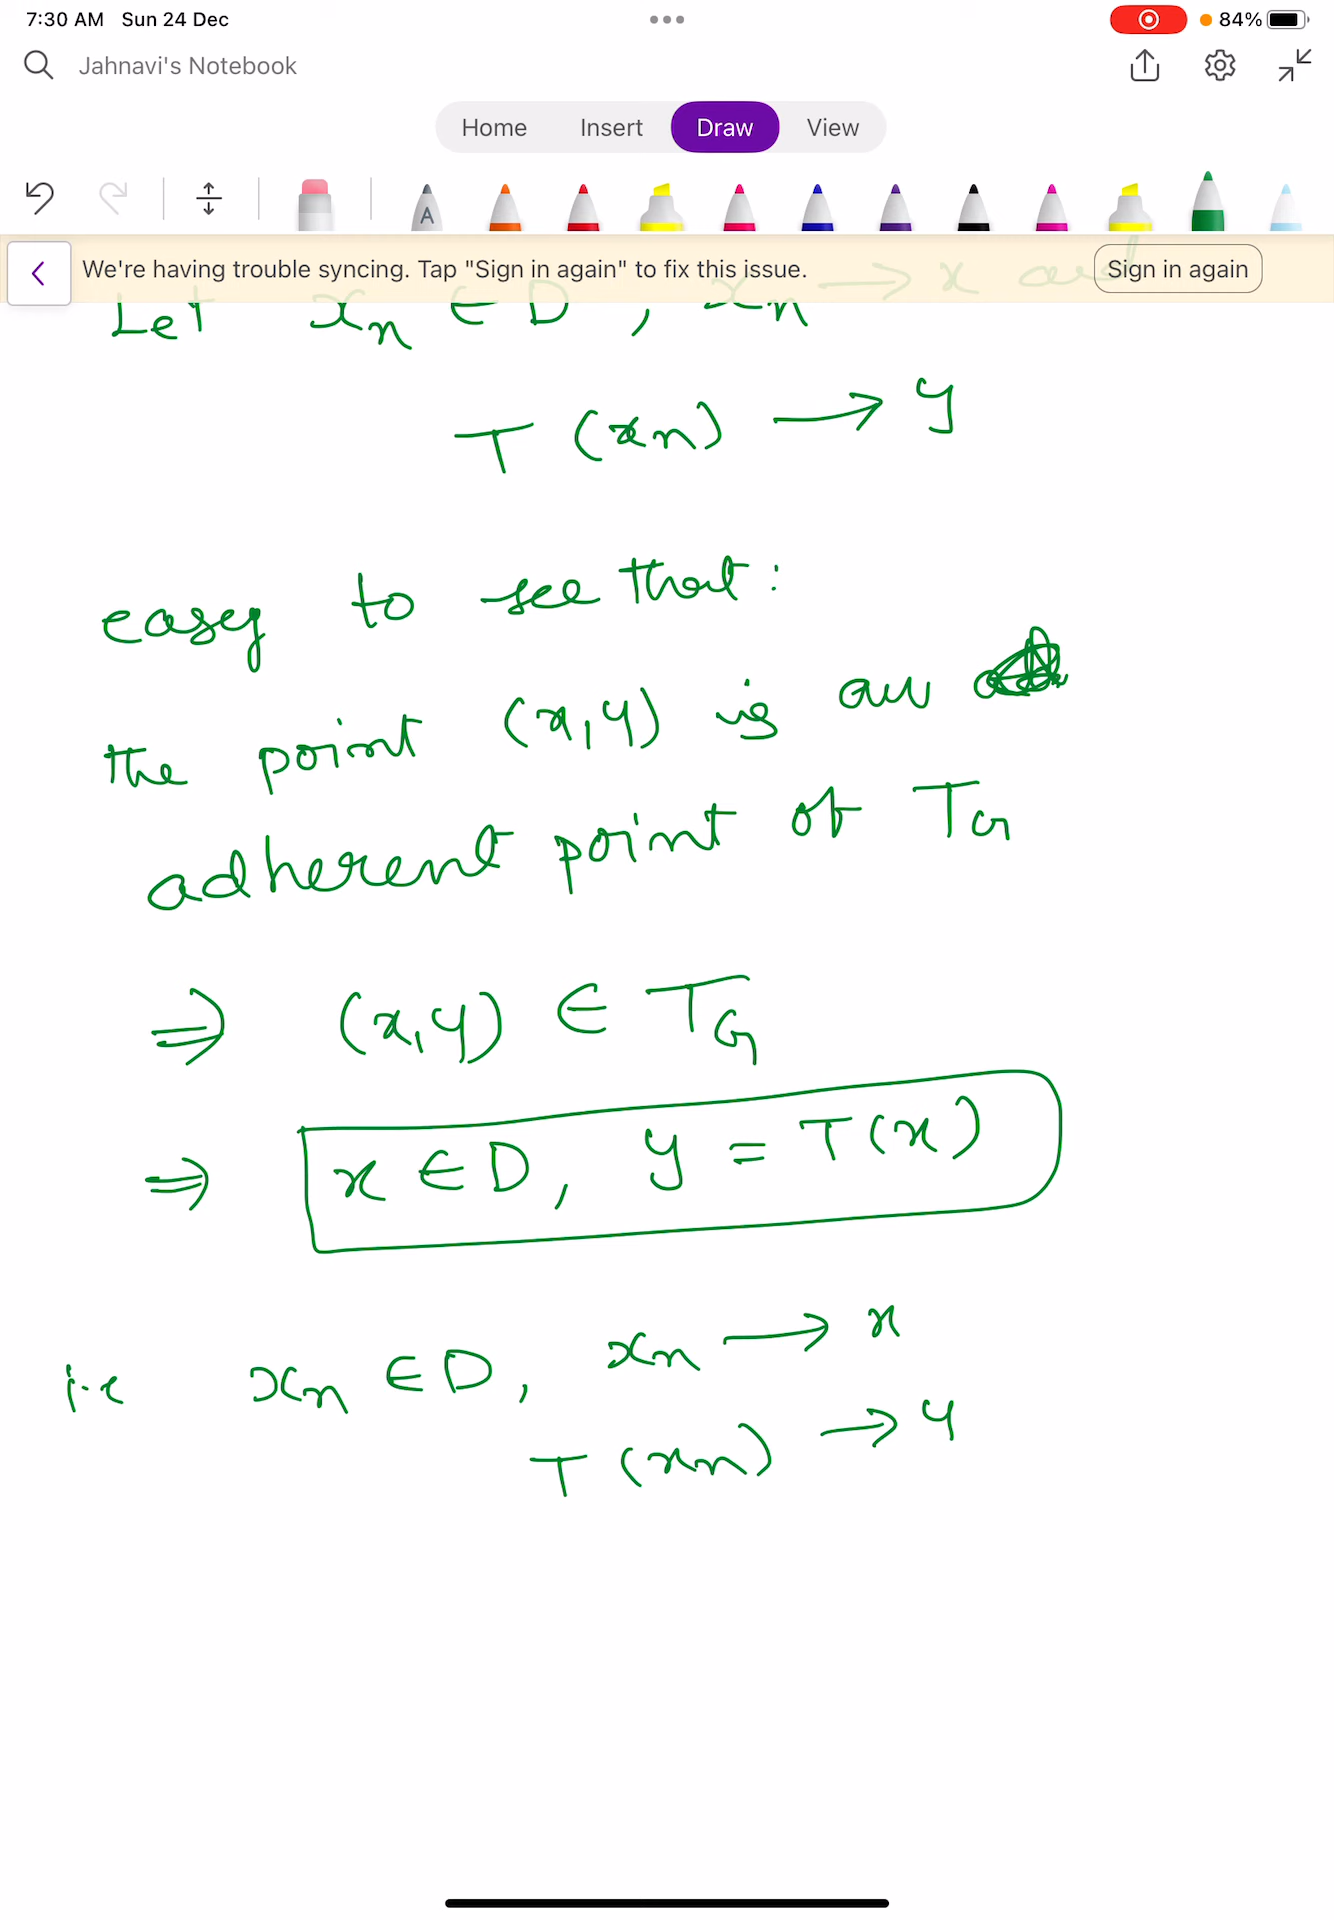 7:30 AM Sun 24 Dec
84%
Jahnavi's Notebook
Home Insert Draw View
A
We're having trouble syncing. Tap "Sign in again" to fix this issue. Sign in again
Let xn ∈ D, xn → x and
T(xn) → y
easy to see that:
the point (x,y) is an
adherent point of TG
⇒ (x,y) ∈ TG
⇒ x ∈ D, y = T(x)
i.e xn ∈ D, xn → x
T(xn) → y